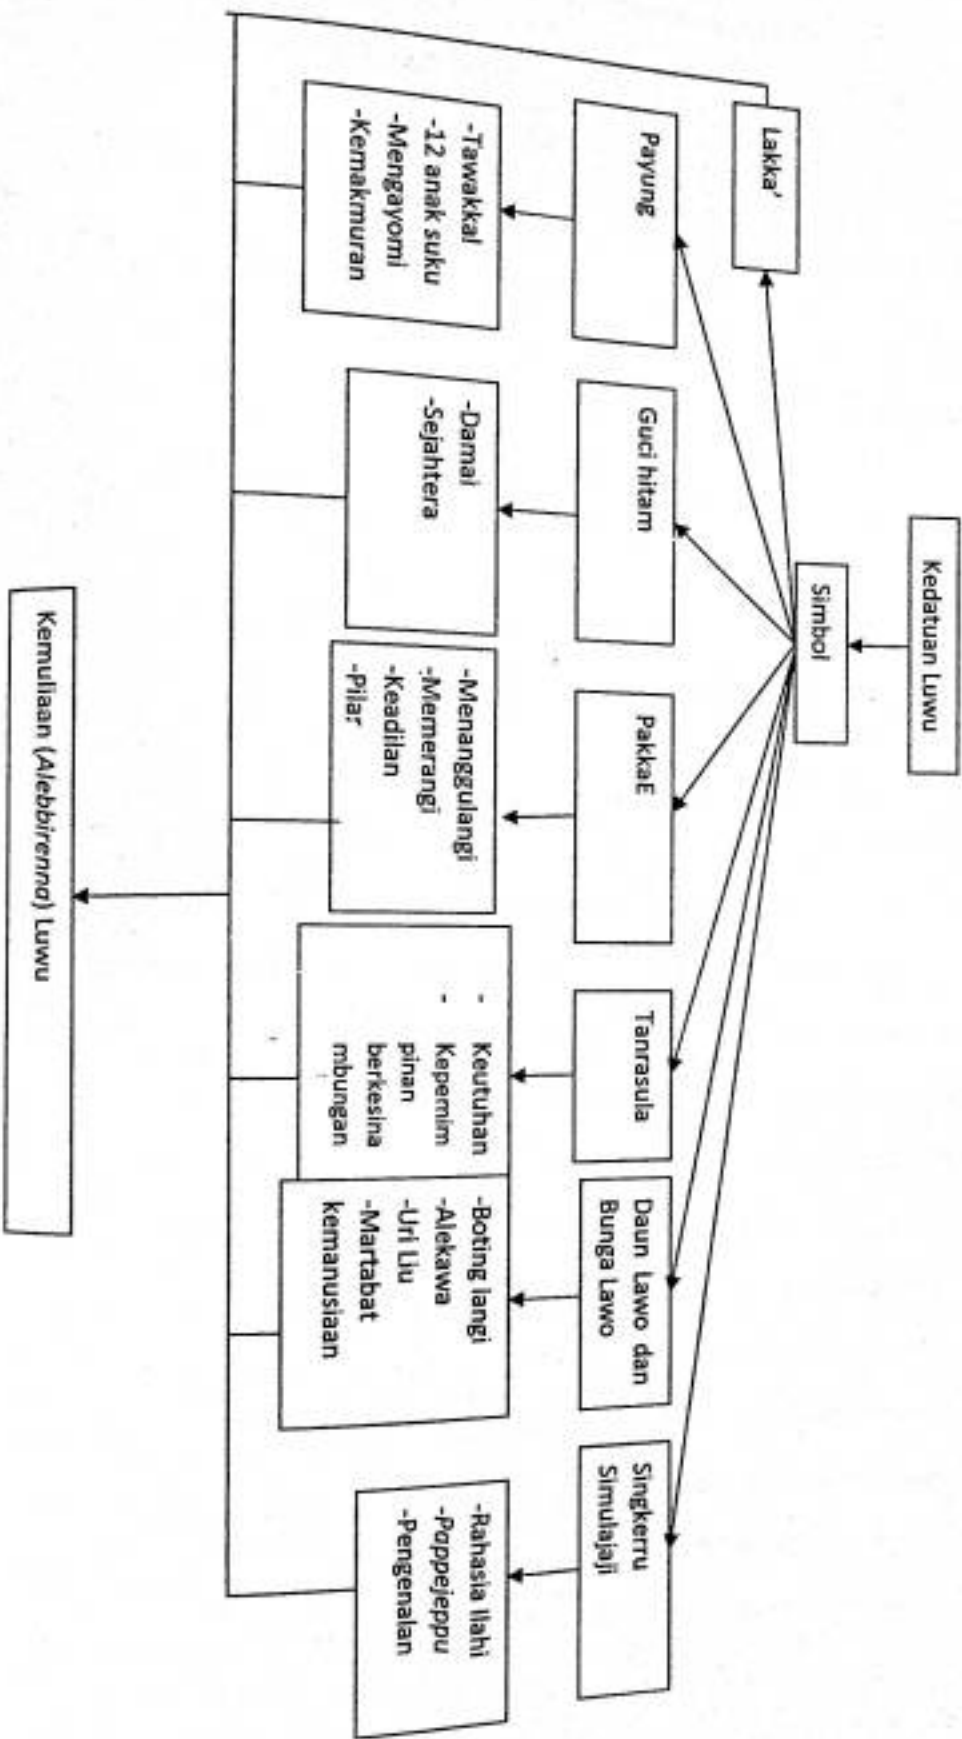 Kedatuan Luwu
Simbol
Lakka'
Payung
Guci hitam
PakkaE
Tanrasula
Daun Lawo dan
Bunga Lawo
Singkerru
Simulajaji
-Tawakkal
-12 anak suku
-Mengayomi
-Kemakmuran
-Damai
-Sejahtera
-Menanggulangi
-Memerangi
-Keadilan
-Pilar
- Keutuhan
- Kepemim
pinan
berkesina
mbungan
-Boting langi
-Alekawa
-Uri Liu
-Martabat
kemanusiaan
-Rahasia Ilahi
-Pappejeppu
-Pengenalan
Kemuliaan (Alebbirenna) Luwu